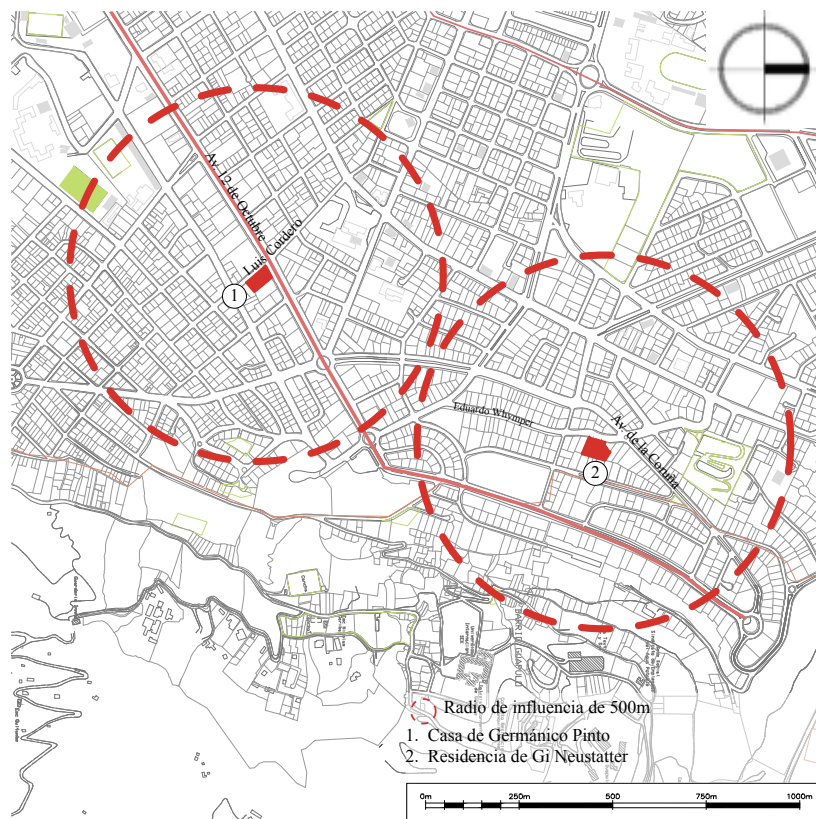 Av. 12 de Octubre
Luis Cordero
1
Eduardo Whymper
Av. de la Coruña
2
Radio de influencia de 500m
1. Casa de Germánico Pinto
2. Residencia de Gi Neustatter
0m 250m 500 750m 1000m